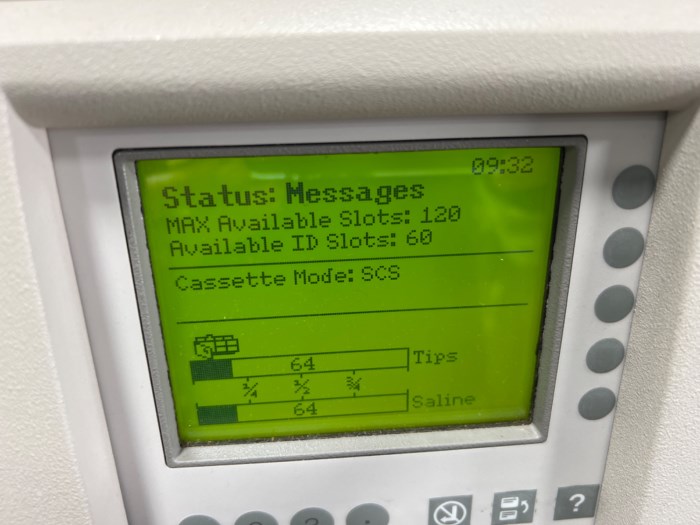 09:32
Status: Messages
MAX Available Slots: 120
Available ID Slots: 60
Cassette Mode: SCS
64 Tips
1/4 1/2 3/4
64 Saline
?